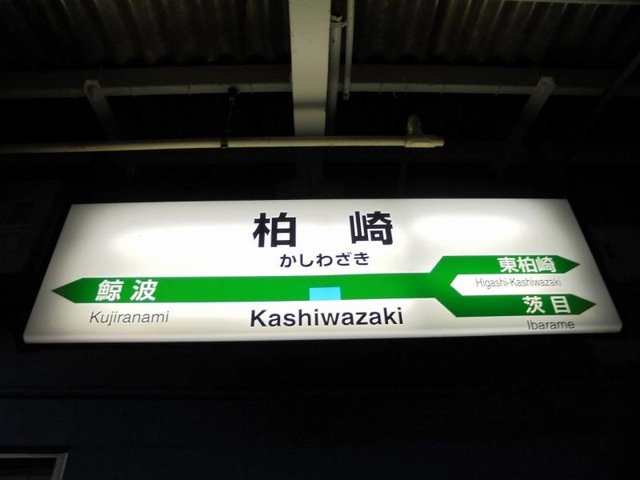 柏崎
かしわざき
鯨波
Kujiranami
Kashiwazaki
東柏崎
Higashi-Kashiwazaki
茨目
Ibarame